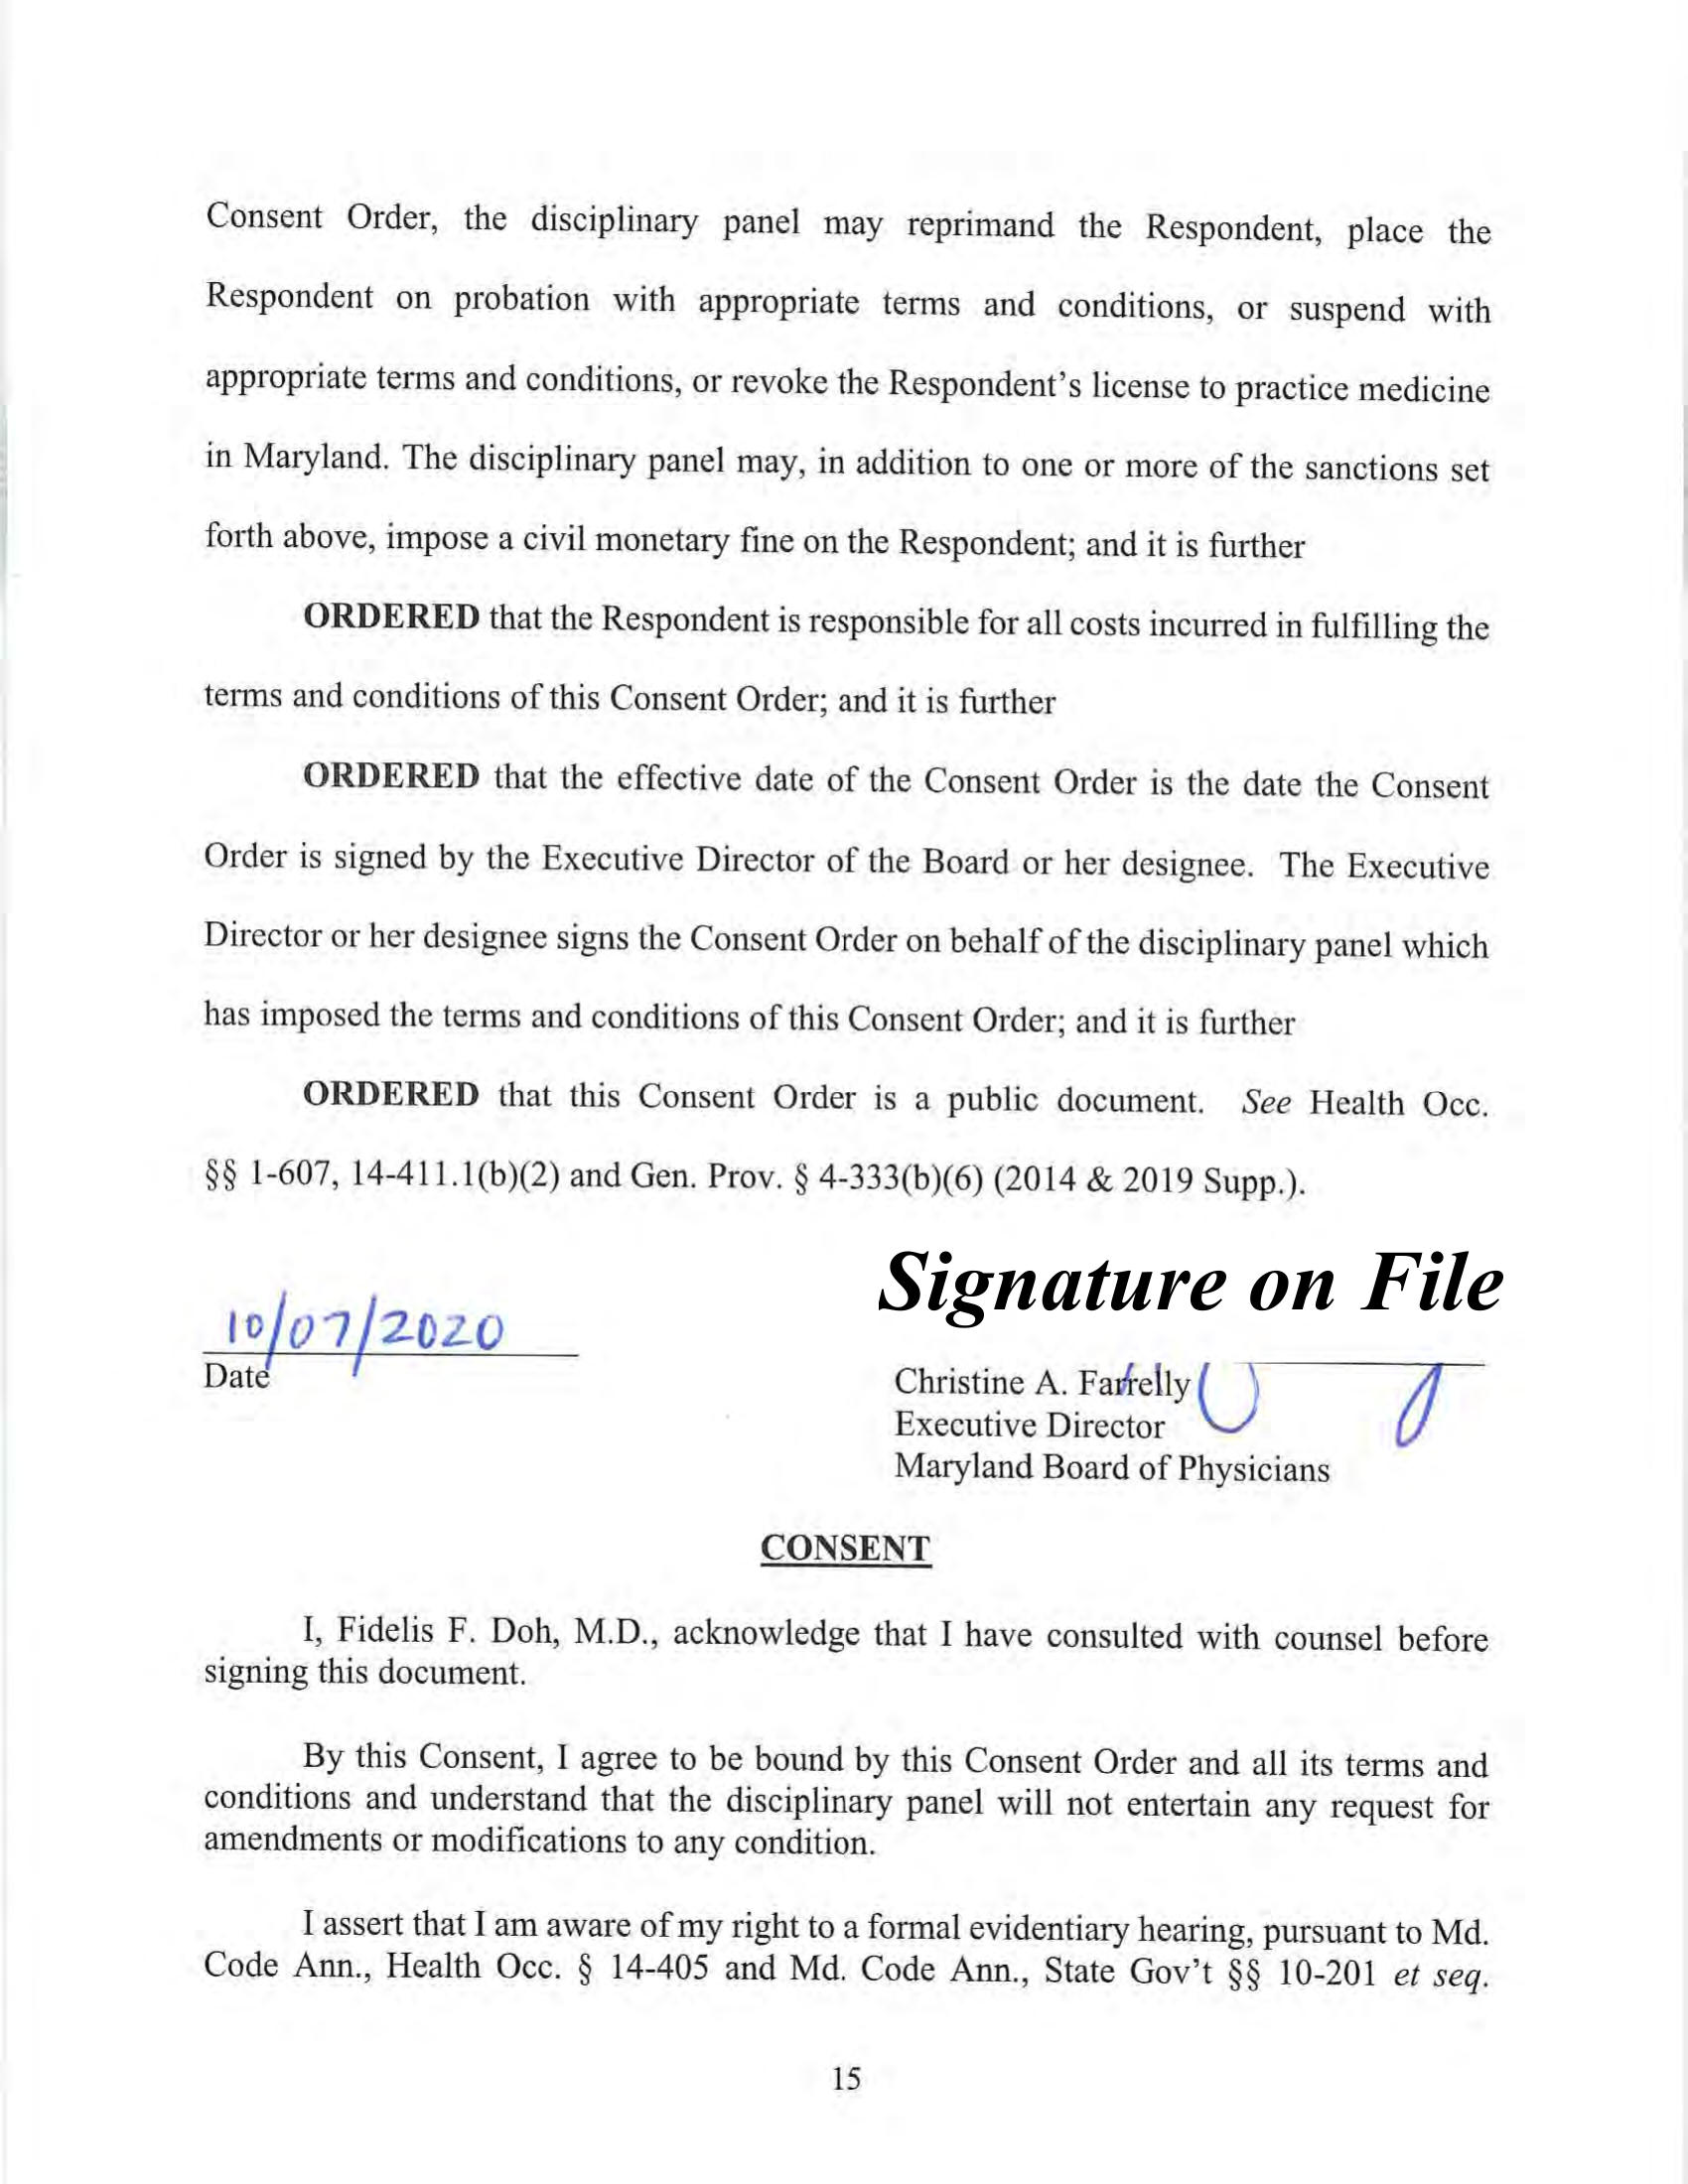 Consent Order, the disciplinary panel may reprimand the Respondent, place the
Respondent on probation with appropriate terms and conditions, or suspend with
appropriate terms and conditions, or revoke the Respondent's license to practice medicine
in Maryland. The disciplinary panel may, in addition to one or more of the sanctions set
forth above, impose a civil monetary fine on the Respondent; and it is further
ORDERED that the Respondent is responsible for all costs incurred in fulfilling the
terms and conditions of this Consent Order; and it is further
ORDERED that the effective date of the Consent Order is the date the Consent
Order is signed by the Executive Director of the Board or her designee. The Executive
Director or her designee signs the Consent Order on behalf of the disciplinary panel which
has imposed the terms and conditions of this Consent Order; and it is further
ORDERED that this Consent Order is a public document. See Health Occ.
§§ 1-607, 14-411.1(b)(2) and Gen. Prov. § 4-333(b)(6) (2014 & 2019 Supp.).
Signature on File
10/07/2020
Date
Christine A. Farrelly
Executive Director
Maryland Board of Physicians
CONSENT
I, Fidelis F. Doh, M.D., acknowledge that I have consulted with counsel before
signing this document.
By this Consent, I agree to be bound by this Consent Order and all its terms and
conditions and understand that the disciplinary panel will not entertain any request for
amendments or modifications to any condition.
I assert that I am aware of my right to a formal evidentiary hearing, pursuant to Md.
Code Ann., Health Occ. § 14-405 and Md. Code Ann., State Gov't §§ 10-201 et seq.
15